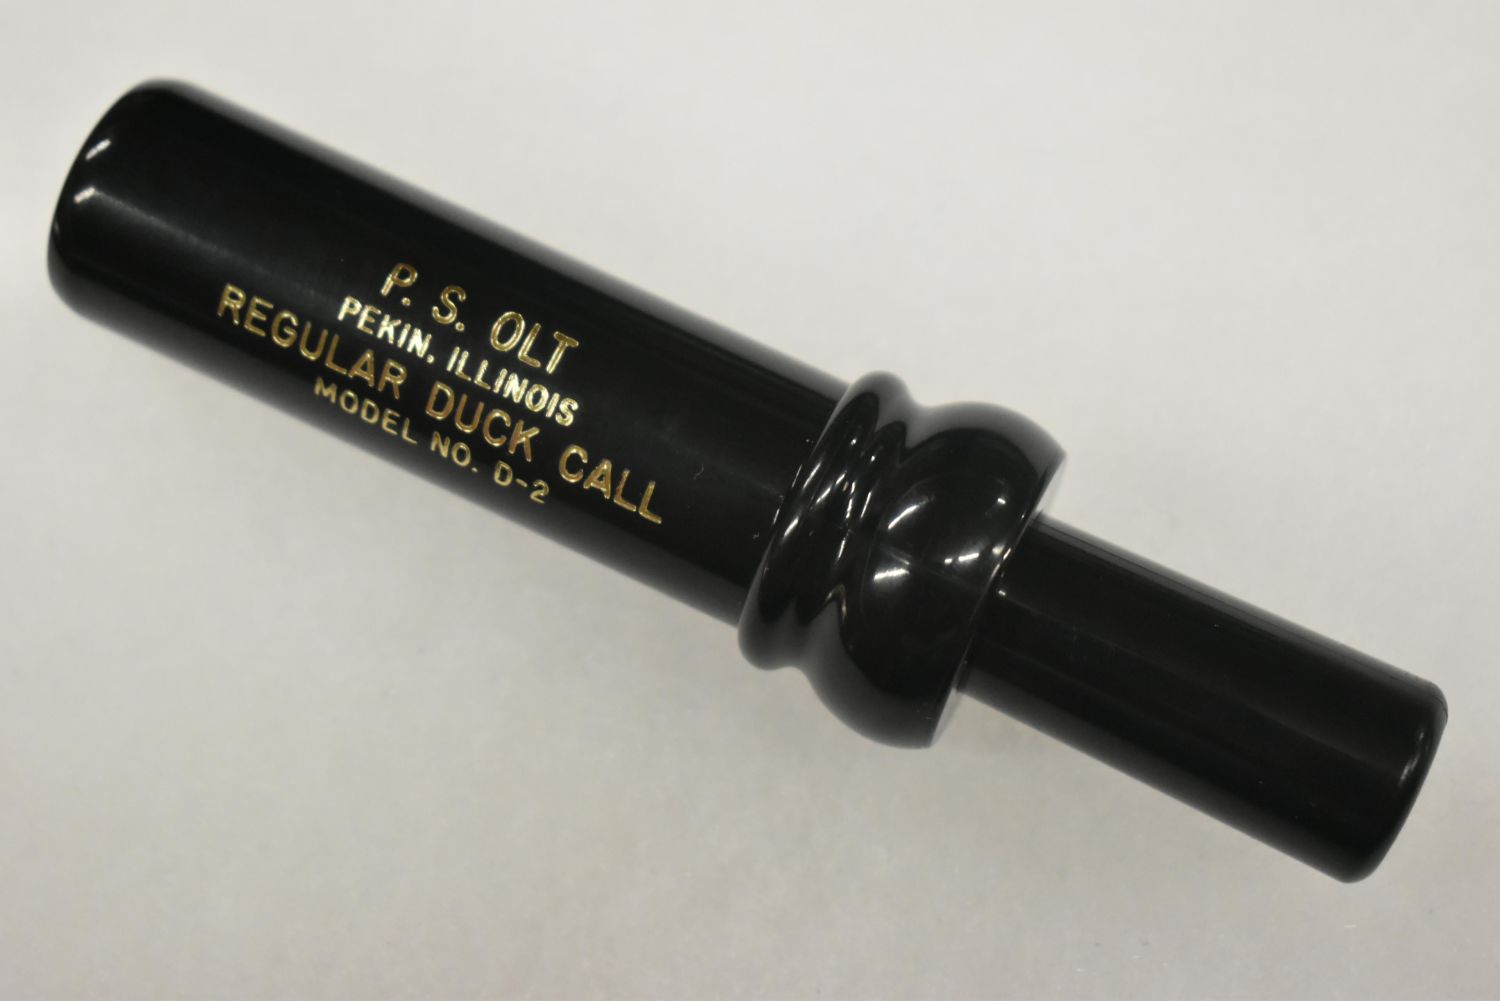 P. S. OLT
PEKIN, ILLINOIS
REGULAR DUCK CALL
MODEL NO. D-2